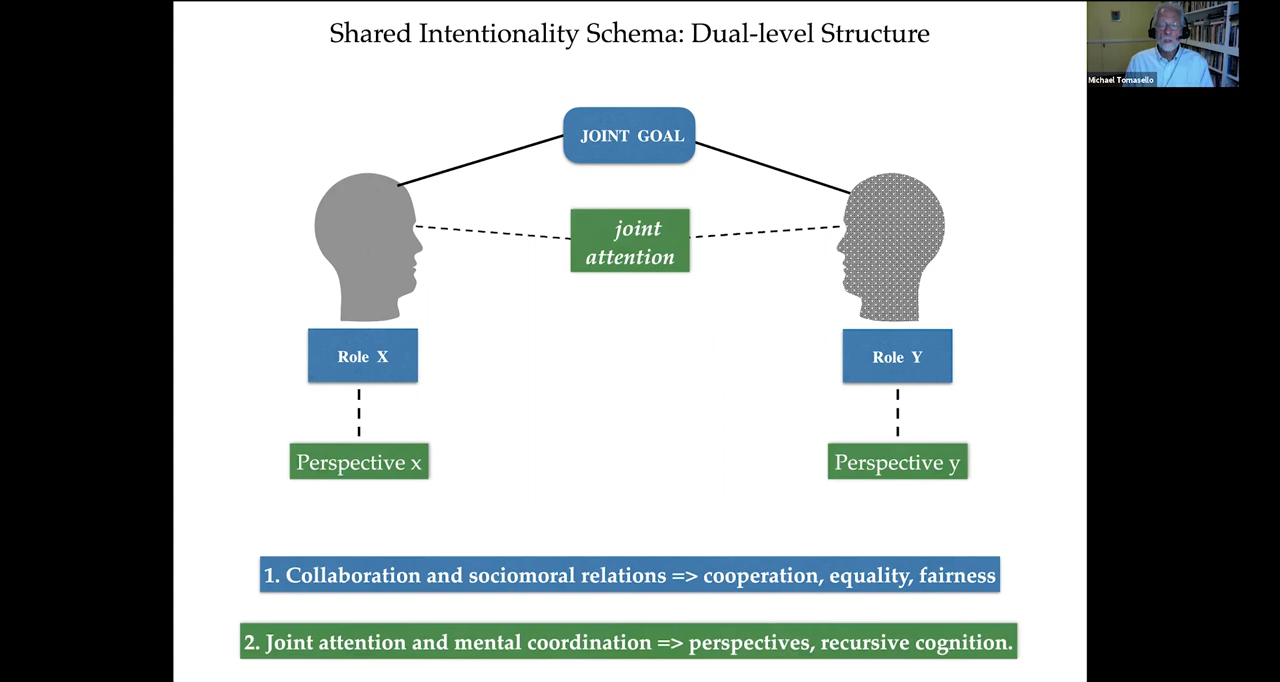 Shared Intentionality Schema: Dual-level Structure
Michael Tomasello
JOINT GOAL
joint
attention
Role X
Role Y
Perspective x
Perspective y
1. Collaboration and sociomoral relations => cooperation, equality, fairness
2. Joint attention and mental coordination => perspectives, recursive cognition.